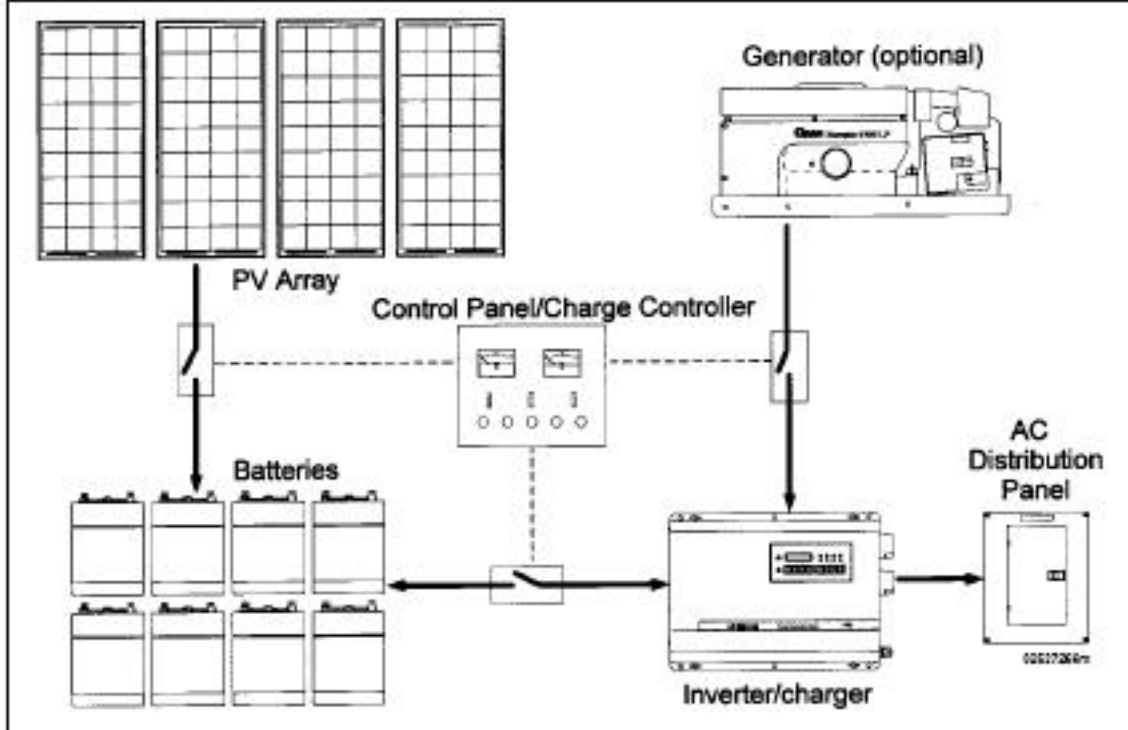 Generator (optional)
PV Array
Control Panel/Charge Controller
Batteries
AC
Distribution
Panel
Inverter/charger